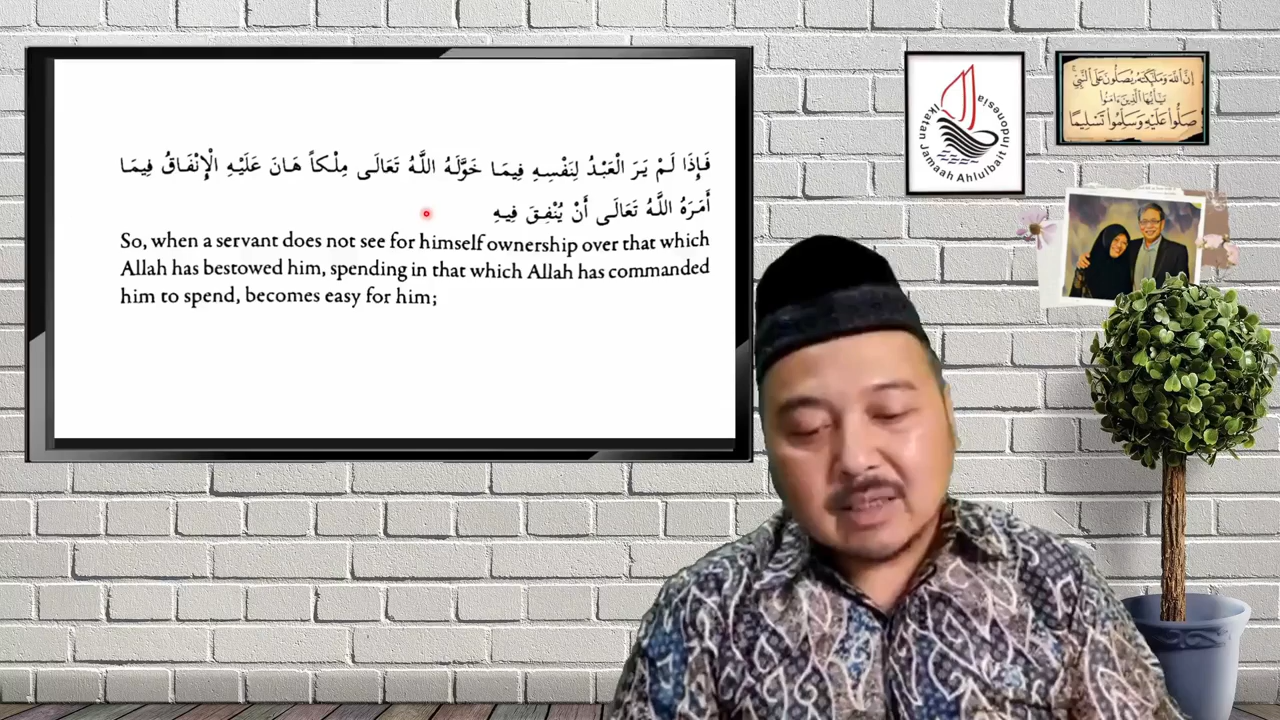 فَإِذَا لَمْ يَرَ الْعَبْدُ لِنَفْسِهِ فِيمَا خَوَّلَهُ اللَّهُ تَعَالَى مِلْكاً هَانَ عَلَيْهِ الْإِنْفَاقُ فِيمَا
أَمَرَهُ اللَّهُ تَعَالَى أَنْ يُنْفِقَ فِيهِ
So, when a servant does not see for himself ownership over that which
Allah has bestowed him, spending in that which Allah has commanded
him to spend, becomes easy for him;
Ikatan Jamaah Ahlulbait Indonesia
إِنَّ اللَّهَ وَمَلَائِكَتَهُ يُصَلُّونَ عَلَى النَّبِيِّ
يَا أَيُّهَا الَّذِينَ آمَنُوا
صَلُّوا عَلَيْهِ وَسَلِّمُوا تَسْلِيمًا